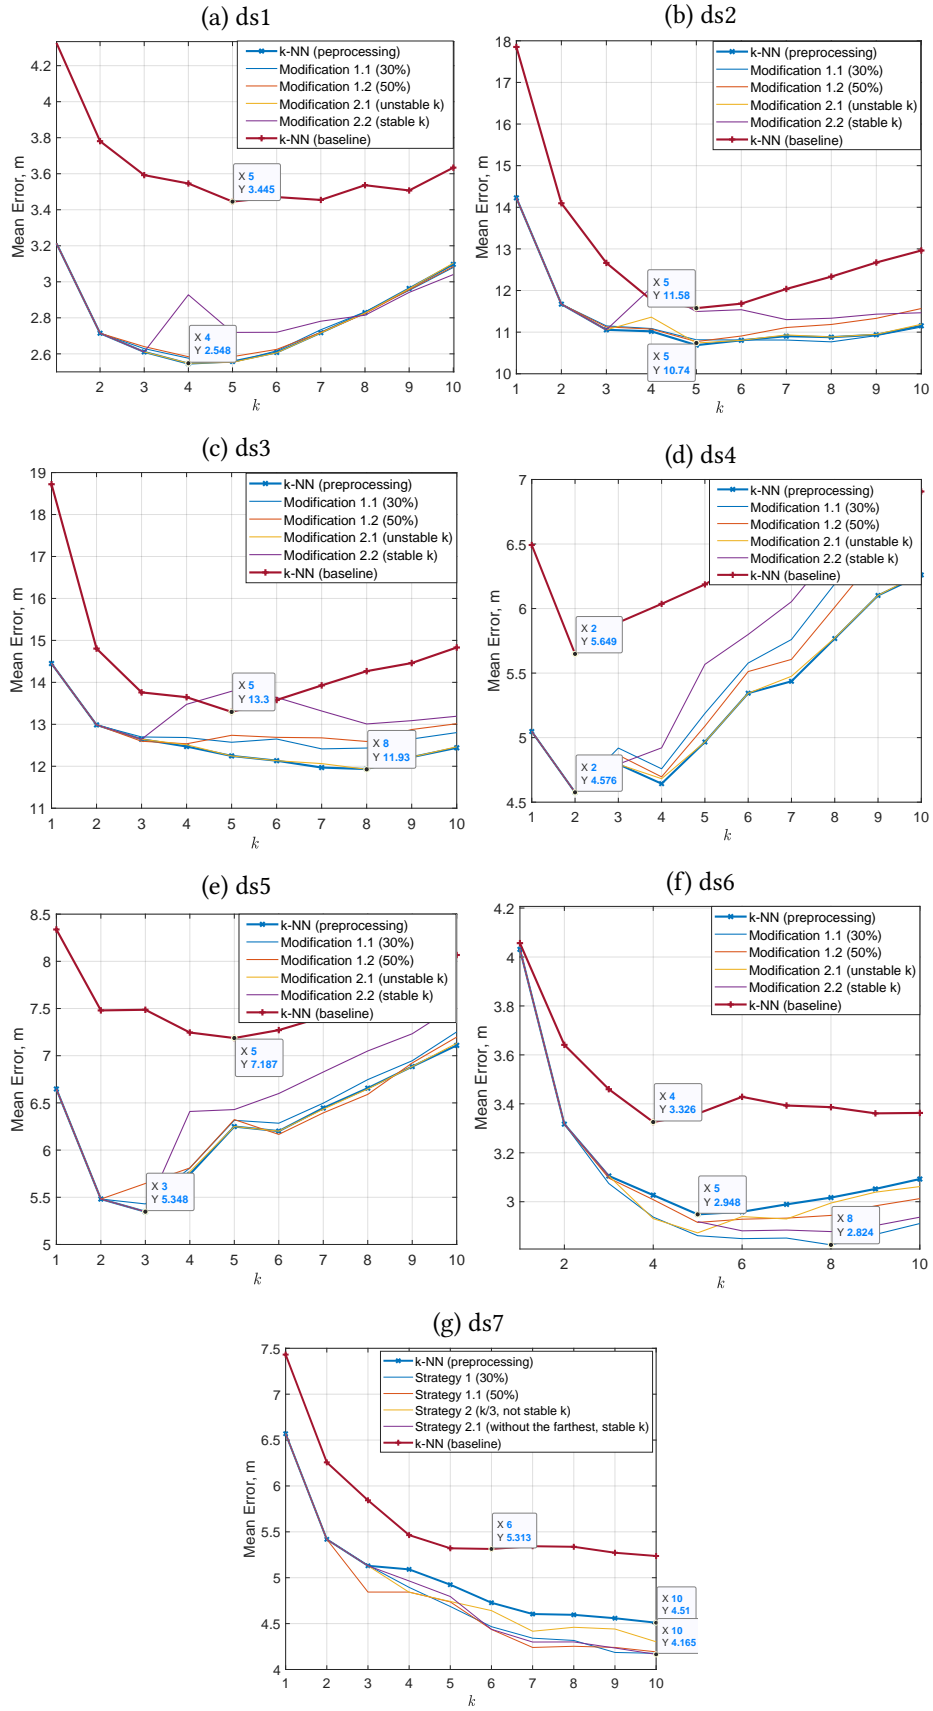 (a) ds1
k-NN (peprocessing)
Modification 1.1 (30%)
Modification 1.2 (50%)
Modification 2.1 (unstable k)
Modification 2.2 (stable k)
k-NN (baseline)
4.2
3.8
3.6
3.4
3.2
3
2.8
2.6
Mean Error, m
X 5
Y 3.445
X 4
Y 2.548
2 3 4 5 6 7 8 9 10
k
(b) ds2
k-NN (preprocessing)
Modification 1.1 (30%)
Modification 1.2 (50%)
Modification 2.1 (unstable k)
Modification 2.2 (stable k)
k-NN (baseline)
18
17
16
15
14
13
12
11
10
Mean Error, m
X 5
Y 11.58
X 5
Y 10.74
1 2 3 4 5 6 7 8 9 10
k
(c) ds3
k-NN (preprocessing)
Modification 1.1 (30%)
Modification 1.2 (50%)
Modification 2.1 (unstable k)
Modification 2.2 (stable k)
k-NN (baseline)
19
18
17
16
15
14
13
12
11
Mean Error, m
X 5
Y 13.3
X 8
Y 11.93
1 2 3 4 5 6 7 8 9 10
k
(d) ds4
k-NN (preprocessing)
Modification 1.1 (30%)
Modification 1.2 (50%)
Modification 2.1 (unstable k)
Modification 2.2 (stable k)
k-NN (baseline)
7
6.5
6
5.5
5
4.5
Mean Error, m
X 2
Y 5.649
X 2
Y 4.576
1 2 3 4 5 6 7 8 9 10
k
(e) ds5
k-NN (preprocessing)
Modification 1.1 (30%)
Modification 1.2 (50%)
Modification 2.1 (unstable k)
Modification 2.2 (stable k)
k-NN (baseline)
8.5
8
7.5
7
6.5
6
5.5
5
Mean Error, m
X 5
Y 7.187
X 3
Y 5.348
1 2 3 4 5 6 7 8 9 10
k
(f) ds6
k-NN (preprocessing)
Modification 1.1 (30%)
Modification 1.2 (50%)
Modification 2.1 (unstable k)
Modification 2.2 (stable k)
k-NN (baseline)
4.2
4
3.8
3.6
3.4
3.2
3
Mean Error, m
X 4
Y 3.326
X 5
Y 2.948
X 8
Y 2.824
2 4 6 8 10
k
(g) ds7
k-NN (preprocessing)
Strategy 1 (30%)
Strategy 1.1 (50%)
Strategy 2 (k/3, not stable k)
Strategy 2.1 (without the farthest, stable k)
k-NN (baseline)
7.5
7
6.5
6
5.5
5
4.5
4
Mean Error, m
X 6
Y 5.313
X 10
Y 4.51
X 10
Y 4.165
1 2 3 4 5 6 7 8 9 10
k